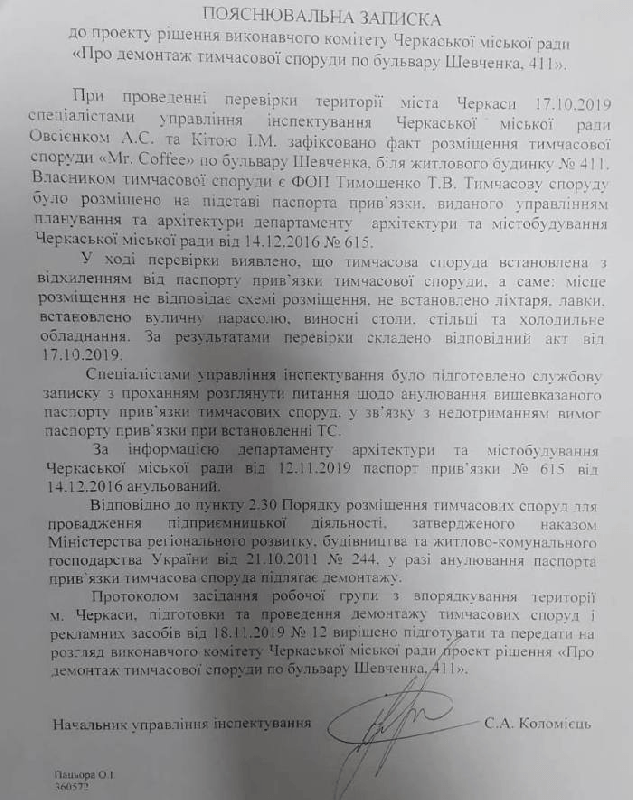 ПОЯСНЮВАЛЬНА ЗАПИСКА
до проекту рішення виконавчого комітету Черкаської міської ради
«Про демонтаж тимчасової споруди по бульвару Шевченка, 411».
При проведенні перевірки території міста Черкаси 17.10.2019
спеціалістами управління інспектування Черкаської міської ради
Овсієнком А.С. та Кітою І.М. зафіксовано факт розміщення тимчасової
споруди «Mr. Coffee» по бульвару Шевченка, біля житлового будинку № 411.
Власником тимчасової споруди є ФОП Тимошенко Т.В. Тимчасову споруду
було розміщено на підставі паспорта прив'язки, виданого управлінням
планування та архітектури департаменту архітектури та містобудування
Черкаської міської ради від 14.12.2016 № 615.
У ході перевірки виявлено, що тимчасова споруда встановлена з
відхиленням від паспорту прив'язки тимчасової споруди, а саме: місце
розміщення не відповідає схемі розміщення, не встановлено ліхтаря, лавки,
встановлено вуличну парасолю, виносні столи, стільці та холодильне
обладнання. За результатами перевірки складено відповідний акт від
17.10.2019.
Спеціалістами управління інспектування було підготовлено службову
записку з проханням розглянути питання щодо анулювання вищевказаного
паспорту прив'язки тимчасових споруд, у зв'язку з недотриманням вимог
паспорту прив'язки при встановленні ТС.
За інформацією департаменту архітектури та містобудування
Черкаської міської ради від 12.11.2019 паспорт прив'язки № 615 від
14.12.2016 анульований.
Відповідно до пункту 2.30 Порядку розміщення тимчасових споруд для
провадження підприємницької діяльності, затвердженого наказом
Міністерства регіонального розвитку, будівництва та житлово-комунального
господарства України від 21.10.2011 № 244, у разі анулювання паспорта
прив'язки тимчасова споруда підлягає демонтажу.
Протоколом засідання робочої групи з впорядкування території
м. Черкаси, підготовки та проведення демонтажу тимчасових споруд і
рекламних засобів від 18.11.2019 № 12 вирішено підготувати та передати на
розгляд виконавчого комітету Черкаської міської ради проект рішення «Про
демонтаж тимчасової споруди по бульвару Шевченка, 411».
Начальник управління інспектування С.А. Коломієць
Пацьора О.І.
360572